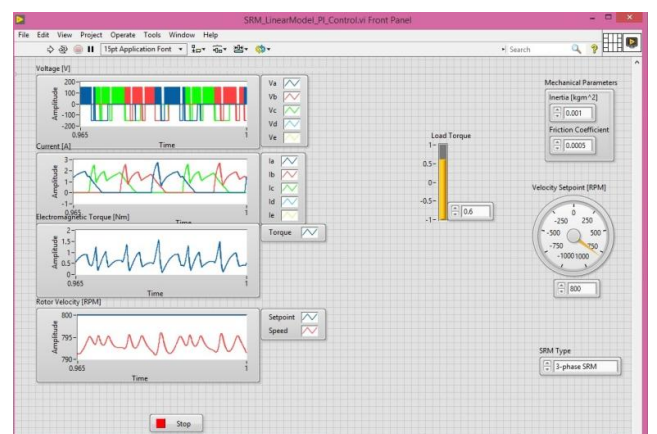 SRM_LinearModel_PI_Control.vi Front Panel
File Edit View Project Operate Tools Window Help
15pt Application Font
Search
Voltage [V]
200
100
0
-100
-200
Amplitude
0.965
Time
Va
Vb
Vc
Vd
Ve
Current [A]
3
2
1
0
-1
Amplitude
0.965
Time
Ia
Ib
Ic
Id
Ie
Electromagnetic Torque [Nm]
2
1.5
1
0.5
0
Amplitude
0.965
Time
Torque
Rotor Velocity [RPM]
800
795
790
Amplitude
0.965
Time
Setpoint
Speed
Stop
Load Torque
1
0.5
0
-0.5
-1
0.6
Mechanical Parameters
Inertia [kgm^2]
0.001
Friction Coefficient
0.0005
Velocity Setpoint [RPM]
0
-250 250
-500 500
-750 750
-1000 1000
800
SRM Type
3-phase SRM